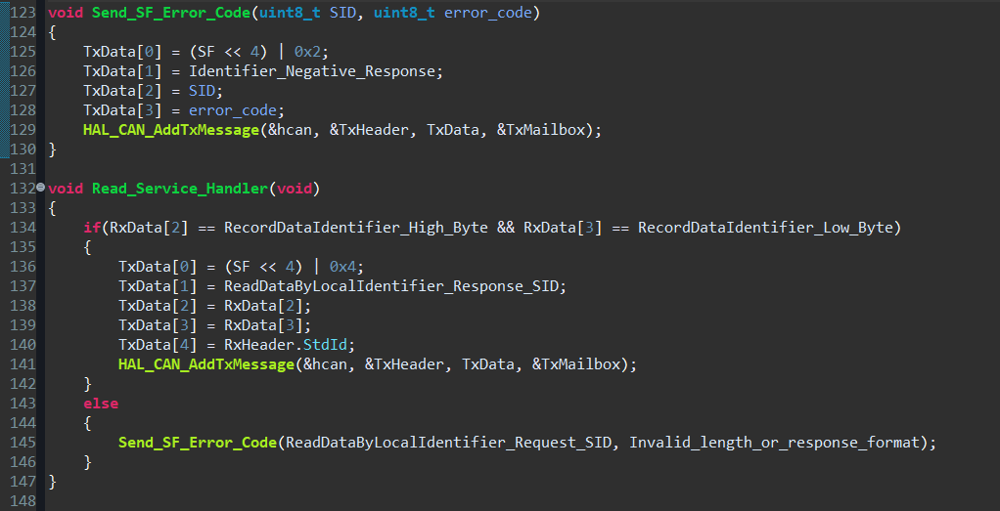 123 void Send_SF_Error_Code(uint8_t SID, uint8_t error_code)
124 {
125     TxData[0] = (SF << 4) | 0x2;
126     TxData[1] = Identifier_Negative_Response;
127     TxData[2] = SID;
128     TxData[3] = error_code;
129     HAL_CAN_AddTxMessage(&hcan, &TxHeader, TxData, &TxMailbox);
130 }
131
132 void Read_Service_Handler(void)
133 {
134     if(RxData[2] == RecordDataIdentifier_High_Byte && RxData[3] == RecordDataIdentifier_Low_Byte)
135     {
136         TxData[0] = (SF << 4) | 0x4;
137         TxData[1] = ReadDataByLocalIdentifier_Response_SID;
138         TxData[2] = RxData[2];
139         TxData[3] = RxData[3];
140         TxData[4] = RxHeader.StdId;
141         HAL_CAN_AddTxMessage(&hcan, &TxHeader, TxData, &TxMailbox);
142     }
143     else
144     {
145         Send_SF_Error_Code(ReadDataByLocalIdentifier_Request_SID, Invalid_length_or_response_format);
146     }
147 }
148